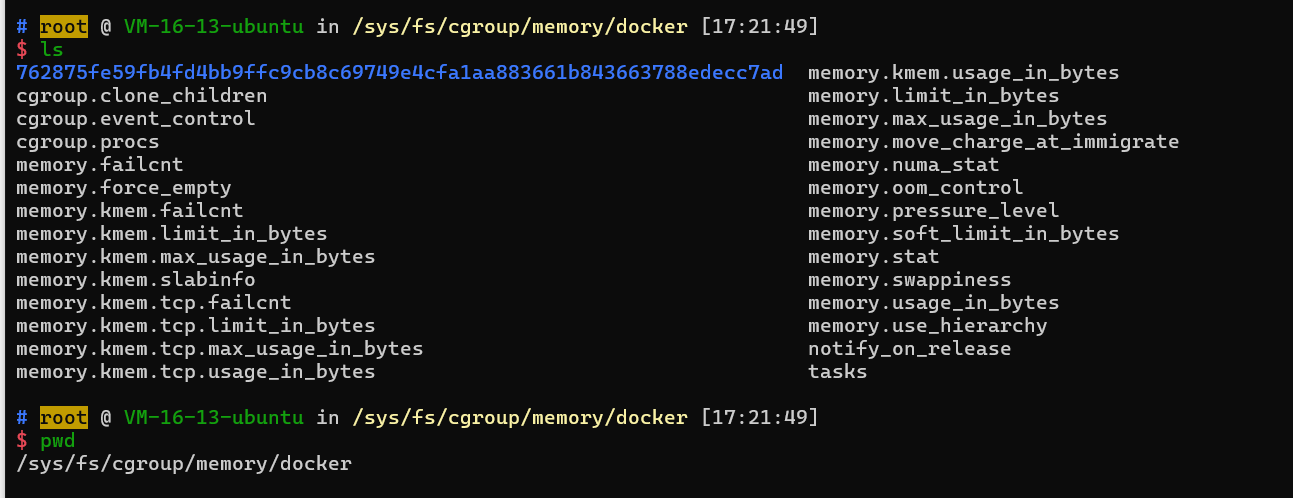 # root @ VM-16-13-ubuntu in /sys/fs/cgroup/memory/docker [17:21:49]
$ ls
762875fe59fb4fd4bb9ffc9cb8c69749e4cfa1aa883661b843663788edecc7ad  memory.kmem.usage_in_bytes
cgroup.clone_children  memory.limit_in_bytes
cgroup.event_control  memory.max_usage_in_bytes
cgroup.procs  memory.move_charge_at_immigrate
memory.failcnt  memory.numa_stat
memory.force_empty  memory.oom_control
memory.kmem.failcnt  memory.pressure_level
memory.kmem.limit_in_bytes  memory.soft_limit_in_bytes
memory.kmem.max_usage_in_bytes  memory.stat
memory.kmem.slabinfo  memory.swappiness
memory.kmem.tcp.failcnt  memory.usage_in_bytes
memory.kmem.tcp.limit_in_bytes  memory.use_hierarchy
memory.kmem.tcp.max_usage_in_bytes  notify_on_release
memory.kmem.tcp.usage_in_bytes  tasks
# root @ VM-16-13-ubuntu in /sys/fs/cgroup/memory/docker [17:21:49]
$ pwd
/sys/fs/cgroup/memory/docker